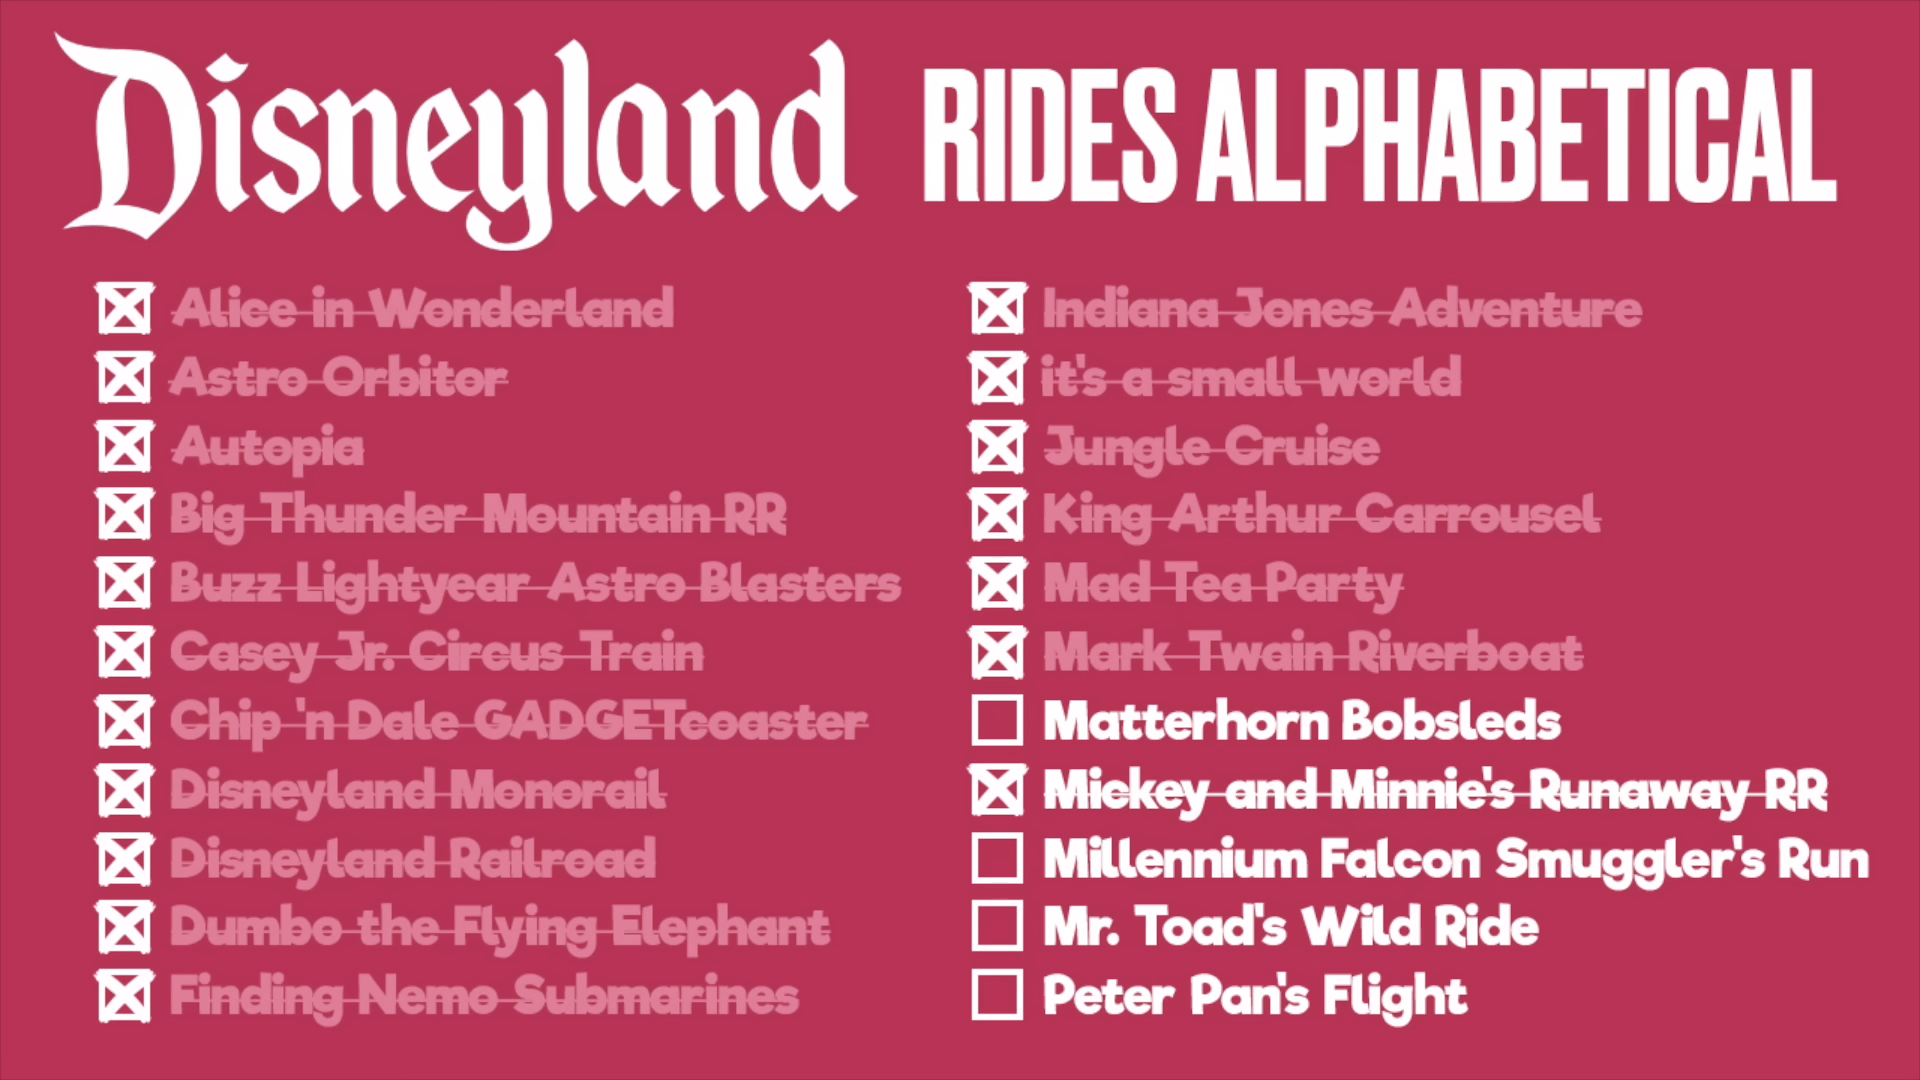 Disneyland RIDES ALPHABETICAL
Alice in Wonderland
Astro Orbitor
Autopia
Big Thunder Mountain RR
Buzz Lightyear Astro Blasters
Casey Jr. Circus Train
Chip 'n Dale GADGETcoaster
Disneyland Monorail
Disneyland Railroad
Dumbo the Flying Elephant
Finding Nemo Submarines
Indiana Jones Adventure
it's a small world
Jungle Cruise
King Arthur Carrousel
Mad Tea Party
Mark Twain Riverboat
Matterhorn Bobsleds
Mickey and Minnie's Runaway RR
Millennium Falcon Smuggler's Run
Mr. Toad's Wild Ride
Peter Pan's Flight